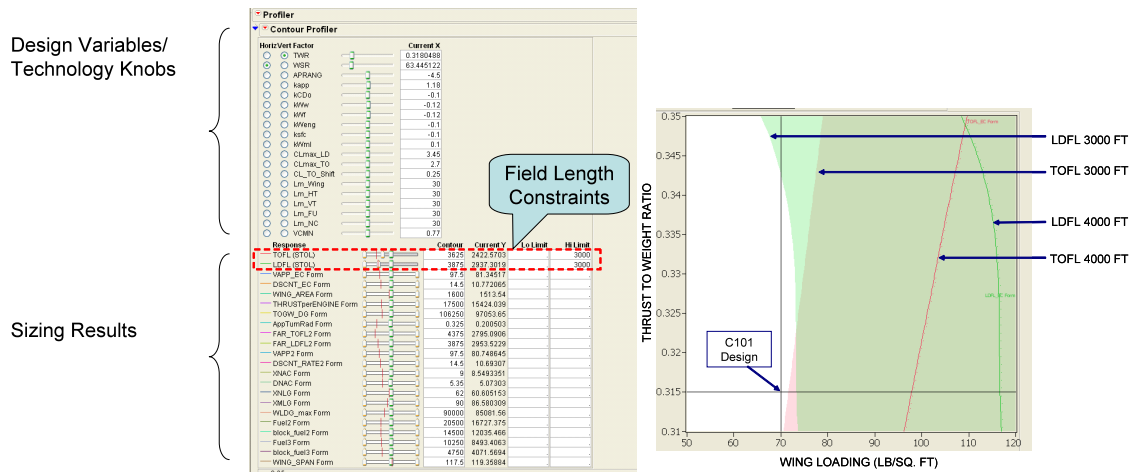 Design Variables/
Technology Knobs
Sizing Results
Profiler
Contour Profiler
Horiz Vert Factor Current X
TWR 0.3180488
WSR 63.445122
APRANG -4.5
kapp 1.18
kCDo -0.1
kWw -0.12
kWf -0.12
kWeng -0.1
ksfc -0.1
kWml 0.1
CLmax_LD 3.45
CLmax_TO 2.7
CL_TO_Shift 0.25
Lm_Wing 30
Lm_HT 30
Lm_VT 30
Lm_FU 30
Lm_NC 30
VCMN 0.77
Field Length
Constraints
Response Contour Current Y Lo Limit Hi Limit
TOFL (STOL) 3625 2422.5703 . 3000
LDFL (STOL) 3875 2937.3019 . 3000
VAPP_EC Form 97.5 81.34517 . .
DSCNT_EC Form 14.5 10.772065 . .
WING_AREA Form 1600 1513.54 . .
THRUSTperENGINE Form 17500 15424.039 . .
TOGW_DG Form 106250 97053.65 . .
AppTurnRad Form 0.325 0.200503 . .
FAR_TOFL2 Form 4375 2795.0906 . .
FAR_LDFL2 Form 3875 2953.5229 . .
VAPP2 Form 97.5 80.748645 . .
DSCNT_RATE2 Form 14.5 10.69307 . .
XNAC Form 9 8.5493351 . .
DNAC Form 5.35 5.07303 . .
XNLG Form 62 60.605153 . .
XMLG Form 90 86.580309 . .
WLDG_max Form 90000 85081.56 . .
Fuel2 Form 20500 16727.375 . .
block_fuel2 Form 14500 12035.466 . .
Fuel3 Form 10250 8493.4063 . .
block_fuel3 Form 4750 4071.5694 . .
WING_SPAN Form 117.5 119.35884 . .
THRUST TO WEIGHT RATIO
0.35
0.345
0.34
0.335
0.33
0.325
0.32
0.315
0.31
50 60 70 80 90 100 110 120
WING LOADING (LB/SQ. FT)
C101
Design
TOFL_EC Form
LDFL_EC Form
LDFL 3000 FT
TOFL 3000 FT
LDFL 4000 FT
TOFL 4000 FT